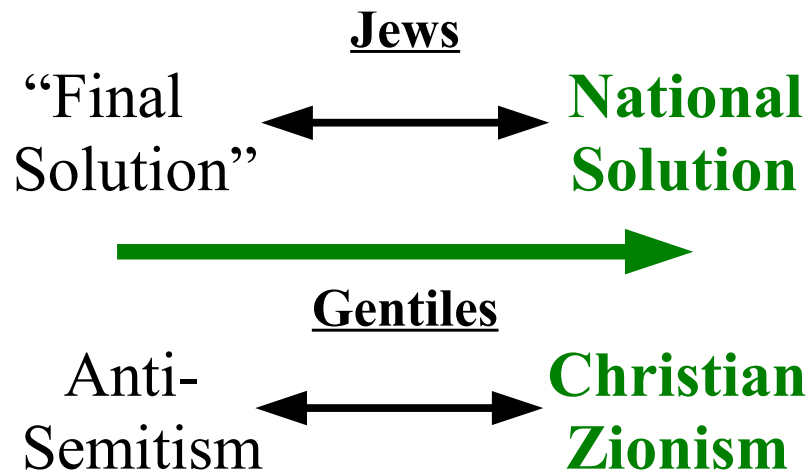 Jews
“Final
Solution”
National
Solution
Gentiles
Anti-
Semitism
Christian
Zionism